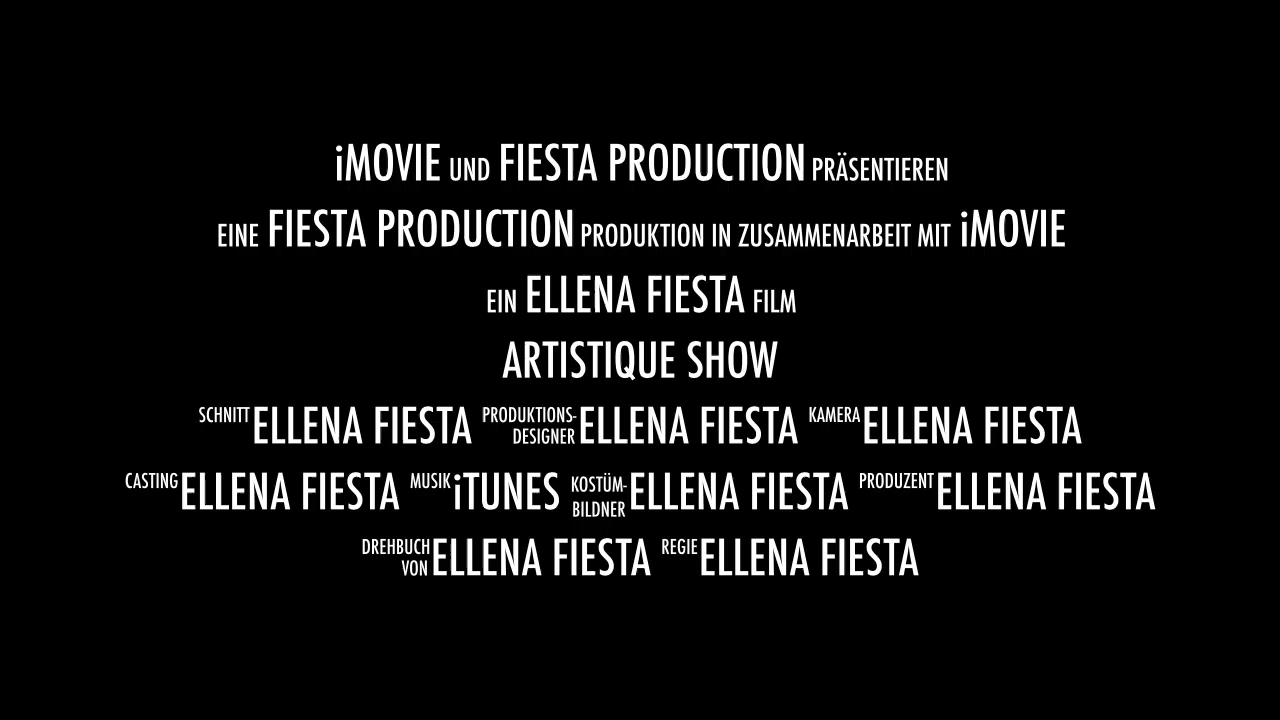 iMOVIE UND FIESTA PRODUCTION PRÄSENTIEREN
EINE FIESTA PRODUCTION PRODUKTION IN ZUSAMMENARBEIT MIT iMOVIE
EIN ELLENA FIESTA FILM
ARTISTIQUE SHOW
SCHNITT ELLENA FIESTA PRODUKTIONS-DESIGNER ELLENA FIESTA KAMERA ELLENA FIESTA
CASTING ELLENA FIESTA MUSIK iTUNES KOSTÜM-BILDNER ELLENA FIESTA PRODUZENT ELLENA FIESTA
DREHBUCH VON ELLENA FIESTA REGIE ELLENA FIESTA